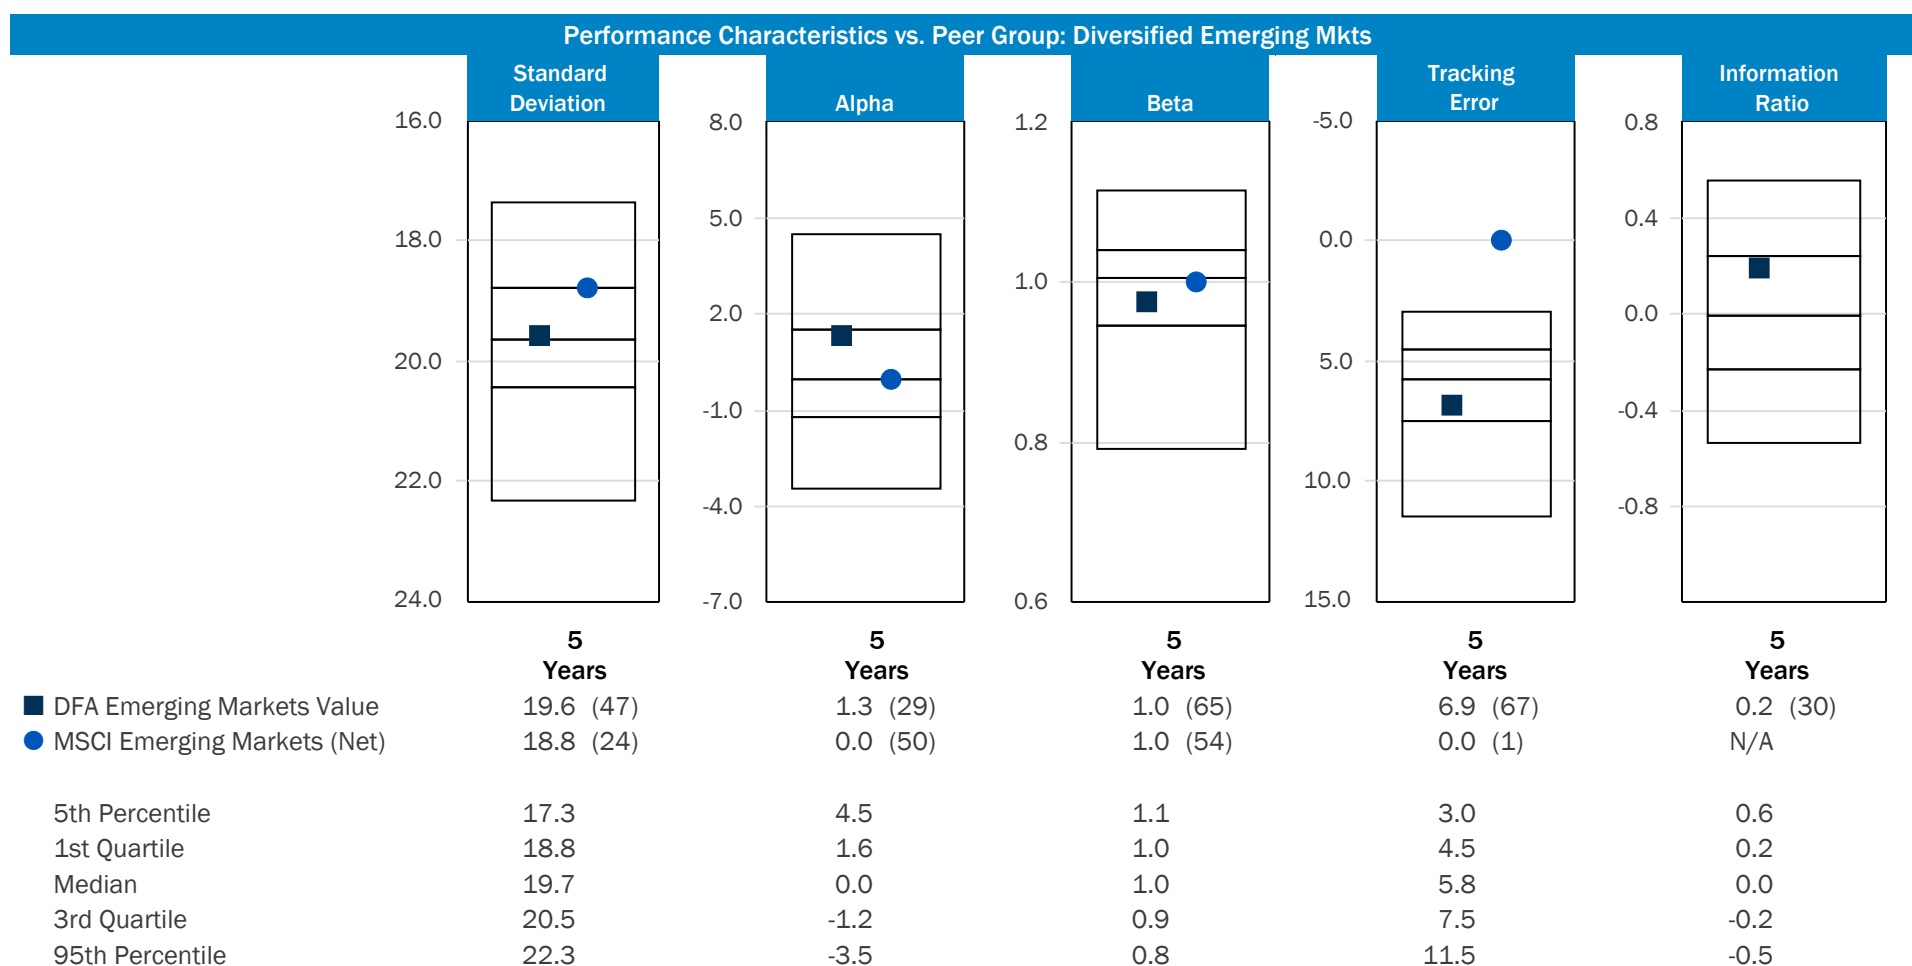 Performance Characteristics vs. Peer Group: Diversified Emerging Mkts
Standard Deviation
Alpha
Beta
Tracking Error
Information Ratio
16.0
18.0
20.0
22.0
24.0
8.0
5.0
2.0
-1.0
-4.0
-7.0
1.2
1.0
0.8
0.6
-5.0
0.0
5.0
10.0
15.0
0.8
0.4
0.0
-0.4
-0.8
5 Years 5 Years 5 Years 5 Years 5 Years
DFA Emerging Markets Value 19.6 (47) 1.3 (29) 1.0 (65) 6.9 (67) 0.2 (30)
MSCI Emerging Markets (Net) 18.8 (24) 0.0 (50) 1.0 (54) 0.0 (1) N/A
5th Percentile 17.3 4.5 1.1 3.0 0.6
1st Quartile 18.8 1.6 1.0 4.5 0.2
Median 19.7 0.0 1.0 5.8 0.0
3rd Quartile 20.5 -1.2 0.9 7.5 -0.2
95th Percentile 22.3 -3.5 0.8 11.5 -0.5